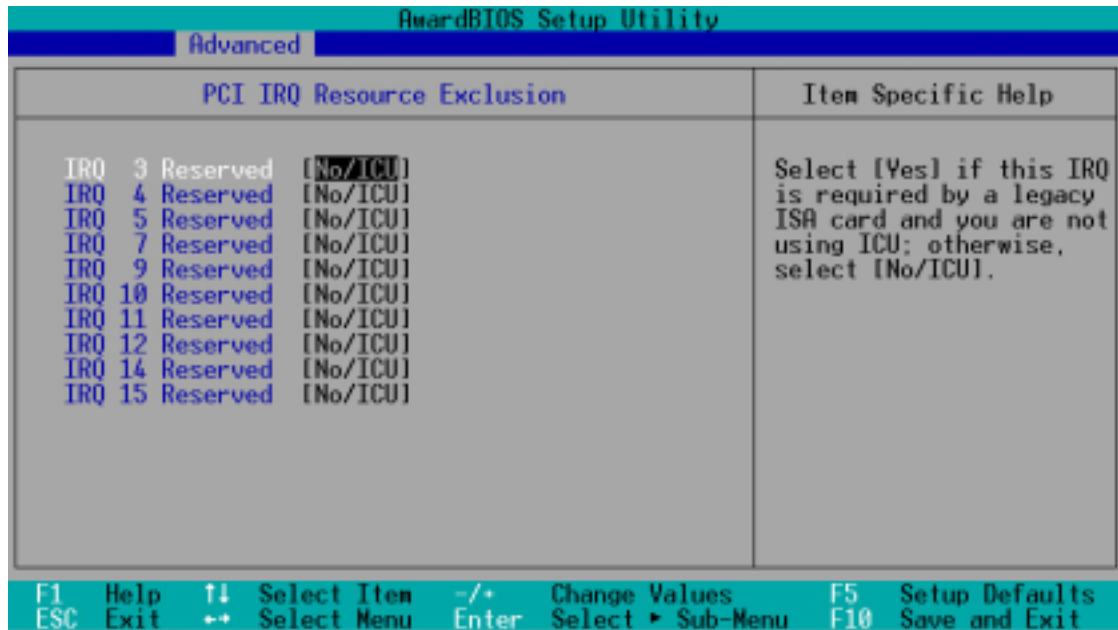 AwardBIOS Setup Utility
Advanced
PCI IRQ Resource Exclusion
IRQ 3 Reserved [No/ICU]
IRQ 4 Reserved [No/ICU]
IRQ 5 Reserved [No/ICU]
IRQ 7 Reserved [No/ICU]
IRQ 9 Reserved [No/ICU]
IRQ 10 Reserved [No/ICU]
IRQ 11 Reserved [No/ICU]
IRQ 12 Reserved [No/ICU]
IRQ 14 Reserved [No/ICU]
IRQ 15 Reserved [No/ICU]
Item Specific Help
Select [Yes] if this IRQ
is required by a legacy
ISA card and you are not
using ICU; otherwise,
select [No/ICU].
F1 Help ↑↓ Select Item -/+ Change Values F5 Setup Defaults
ESC Exit ←→ Select Menu Enter Select ► Sub-Menu F10 Save and Exit